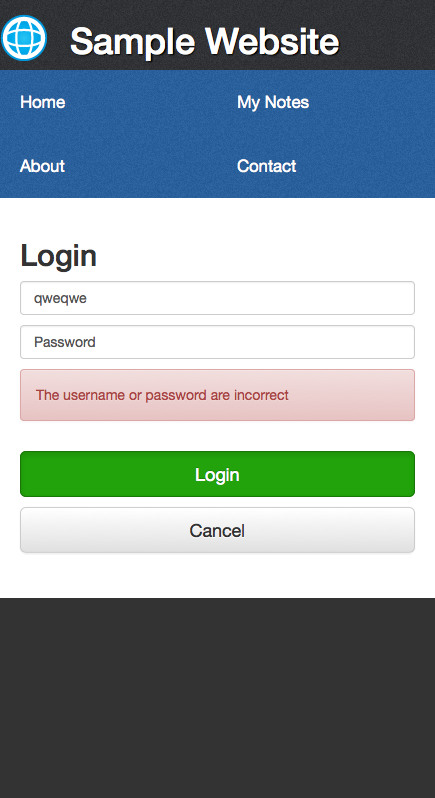 Sample Website
Home
My Notes
About
Contact
Login
qweqwe
Password
The username or password are incorrect
Login
Cancel